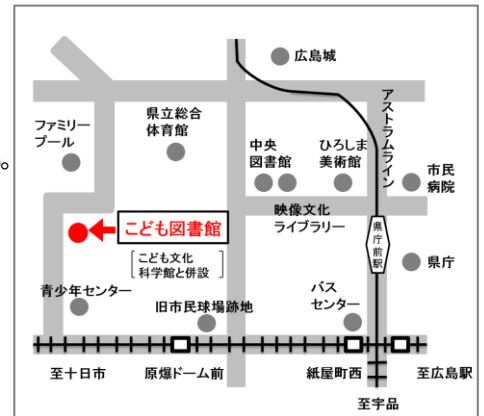 広島城
アストラムライン
県立総合
体育館
ファミリー
プール
中央
図書館
ひろしま
美術館
市民
病院
映像文化
ライブラリー
こども図書館
こども文化
科学館と併設
県庁前駅
県庁
青少年センター
旧市民球場跡地
バス
センター
至十日市
原爆ドーム前
紙屋町西
至広島駅
至宇品
。